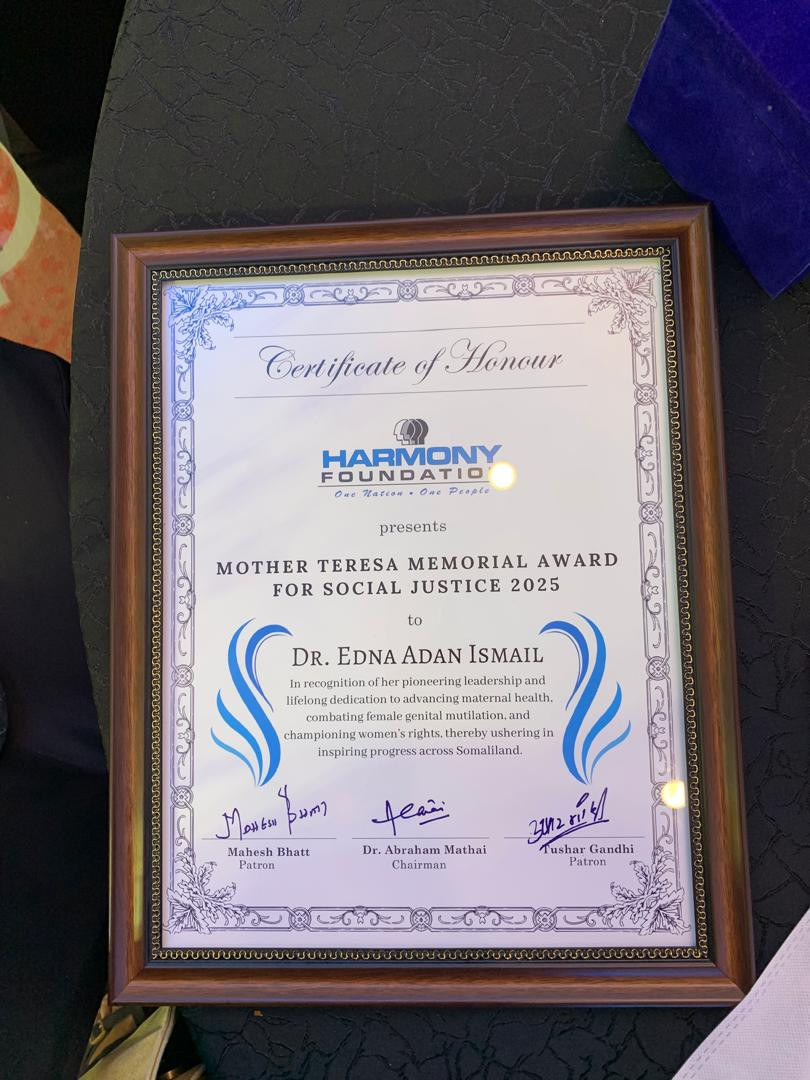 Certificate of Honour
HARMONY
FOUNDATION
One Nation • One People
presents
MOTHER TERESA MEMORIAL AWARD
FOR SOCIAL JUSTICE 2025
to
DR. EDNA ADAN ISMAIL
In recognition of her pioneering leadership and
lifelong dedication to advancing maternal health,
combating female genital mutilation, and
championing women's rights, thereby ushering in
inspiring progress across Somaliland.
Mahesh Bhatt
Dr. Abraham Mathai
Tushar Gandhi
Patron
Chairman
Patron